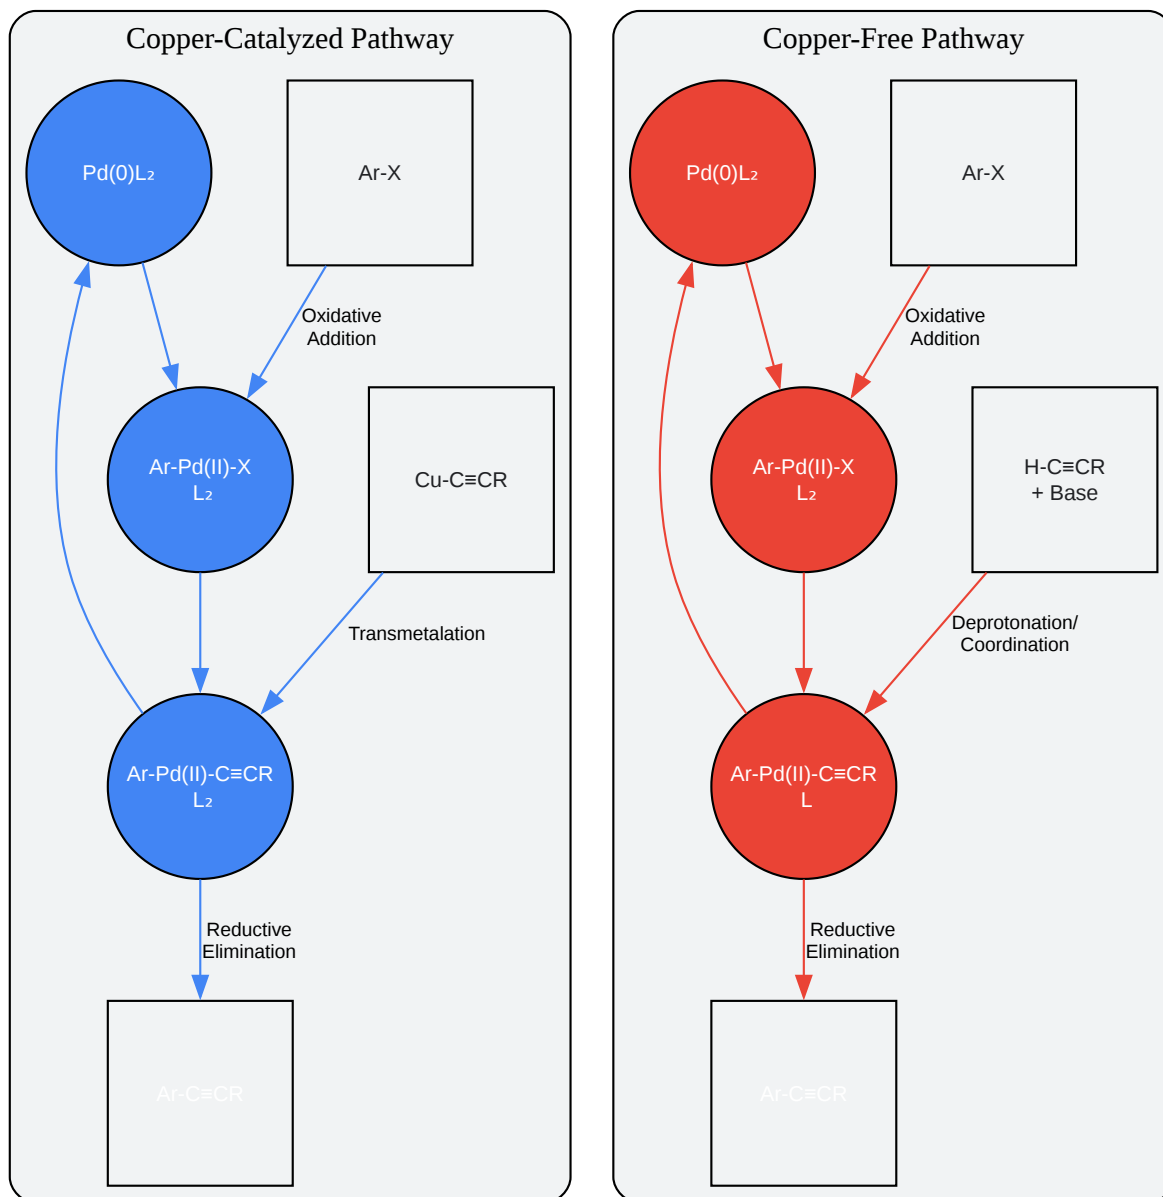 Copper-Catalyzed Pathway
Pd(0)L₂
Ar-X
Oxidative
Addition
Ar-Pd(II)-X
L₂
Cu-C≡CR
Transmetalation
Ar-Pd(II)-C≡CR
L₂
Reductive
Elimination
Ar-C≡CR
Copper-Free Pathway
Pd(0)L₂
Ar-X
Oxidative
Addition
Ar-Pd(II)-X
L₂
H-C≡CR
+ Base
Deprotonation/
Coordination
Ar-Pd(II)-C≡CR
L
Reductive
Elimination
Ar-C≡CR